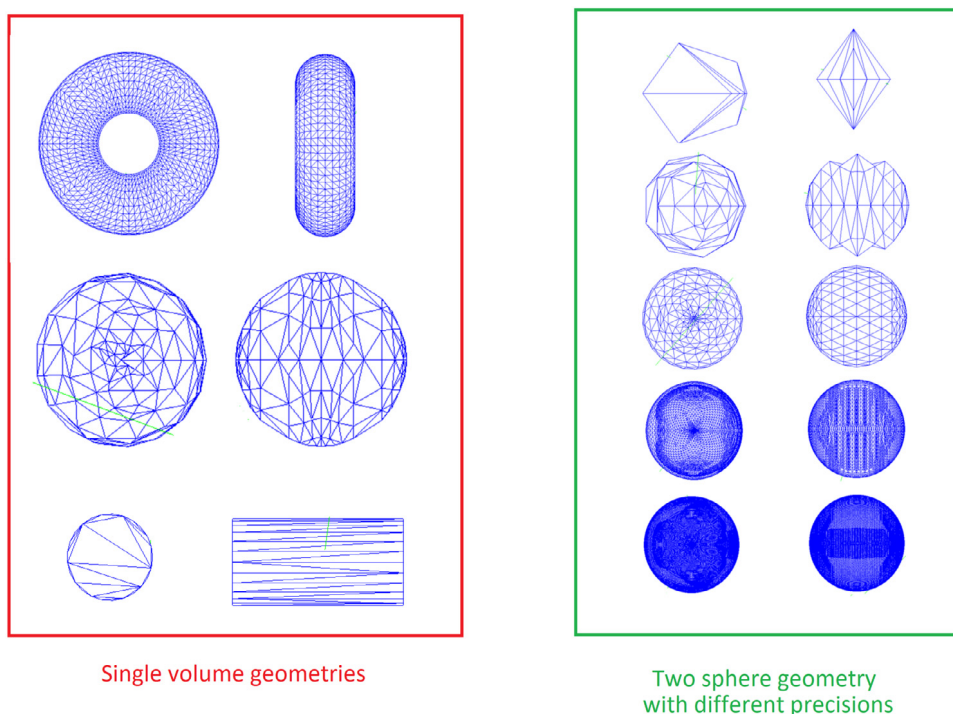 Single volume geometries
Two sphere geometry
with different precisions